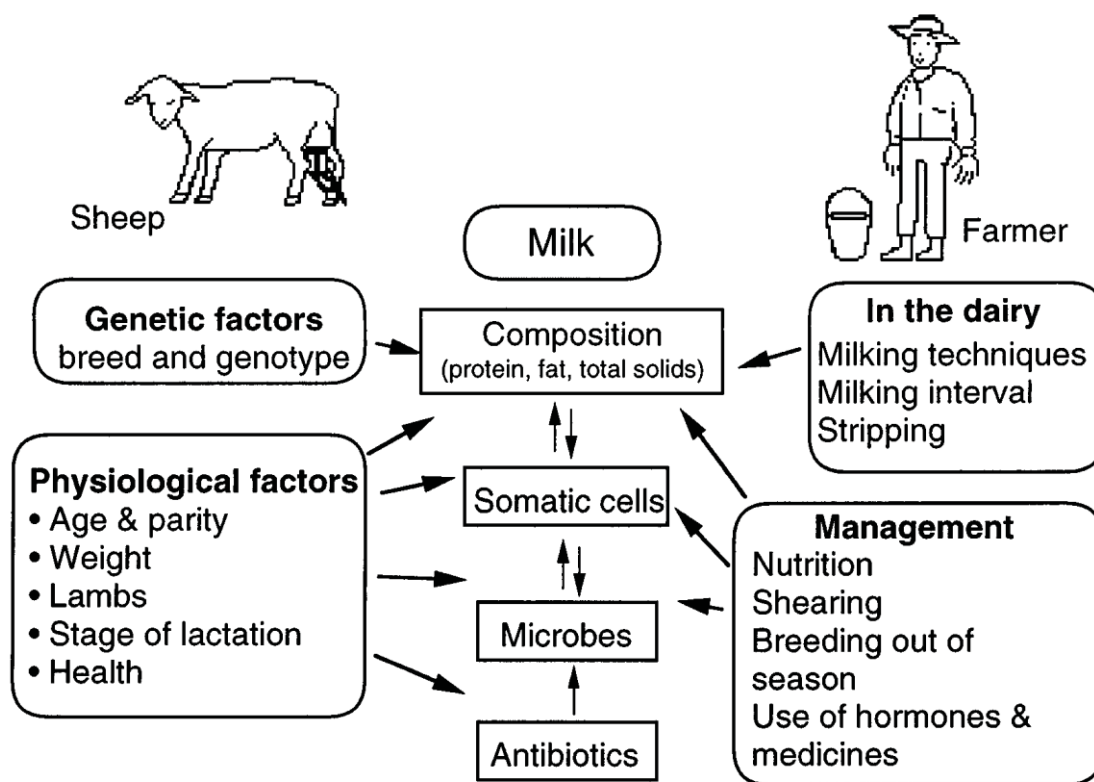 Sheep
Farmer
Milk
Genetic factors
breed and genotype
Composition
(protein, fat, total solids)
In the dairy
Milking techniques
Milking interval
Stripping
Physiological factors
• Age & parity
• Weight
• Lambs
• Stage of lactation
• Health
Somatic cells
Microbes
Antibiotics
Management
Nutrition
Shearing
Breeding out of
season
Use of hormones &
medicines